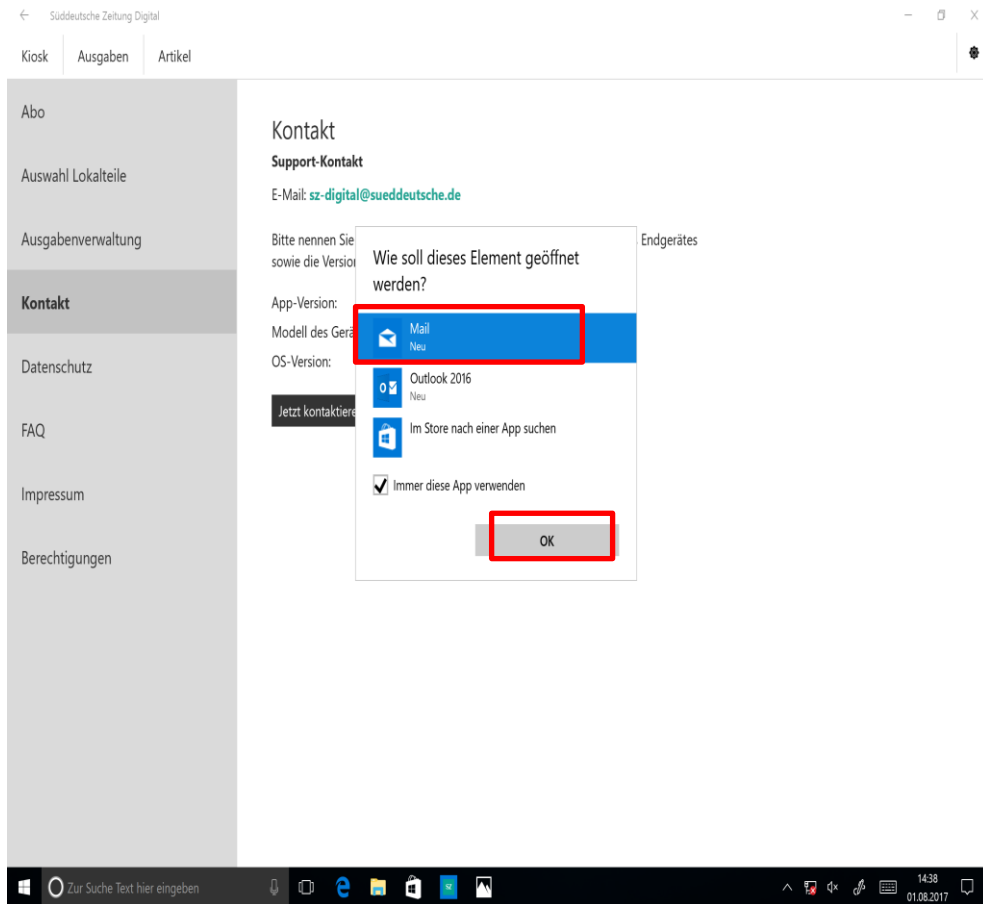 Süddeutsche Zeitung Digital
Kiosk
Ausgaben
Artikel
Abo
Auswahl Lokalteile
Ausgabenverwaltung
Kontakt
Datenschutz
FAQ
Impressum
Berechtigungen
Kontakt
Support-Kontakt
E-Mail: sz-digital@sueddeutsche.de
Bitte nennen Sie
Endgerätes
sowie die Version
App-Version:
Modell des Gerä
OS-Version:
Jetzt kontaktiere
Wie soll dieses Element geöffnet
werden?
Mail
Neu
Outlook 2016
Neu
Im Store nach einer App suchen
Immer diese App verwenden
OK
Zur Suche Text hier eingeben
SZ
14:38
01.08.2017